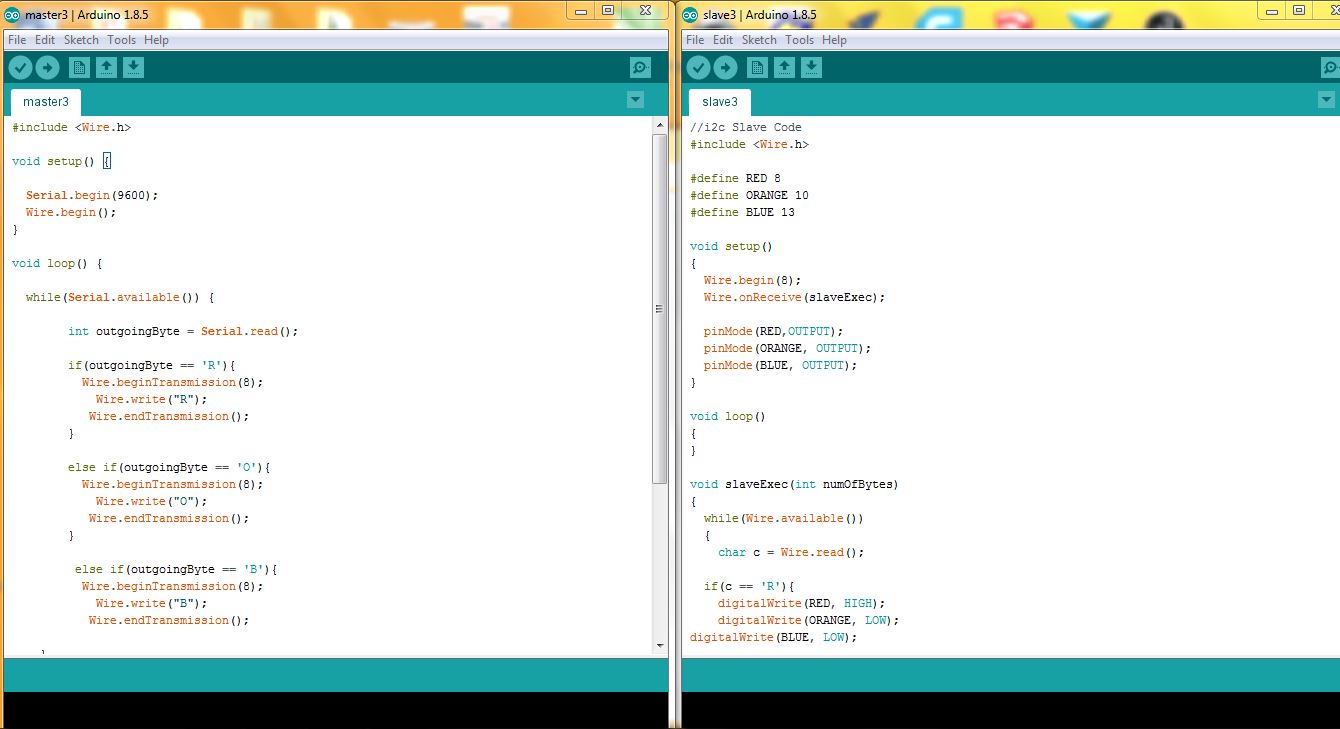 master3 | Arduino 1.8.5
File Edit Sketch Tools Help
master3
#include <Wire.h>
void setup() {
Serial.begin(9600);
Wire.begin();
}
void loop() {
while(Serial.available()) {
int outgoingByte = Serial.read();
if(outgoingByte == 'R'){
Wire.beginTransmission(8);
Wire.write("R");
Wire.endTransmission();
}
else if(outgoingByte == 'O'){
Wire.beginTransmission(8);
Wire.write("O");
Wire.endTransmission();
}
else if(outgoingByte == 'B'){
Wire.beginTransmission(8);
Wire.write("B");
Wire.endTransmission();
slave3 | Arduino 1.8.5
File Edit Sketch Tools Help
slave3
//i2c Slave Code
#include <Wire.h>
#define RED 8
#define ORANGE 10
#define BLUE 13
void setup()
{
Wire.begin(8);
Wire.onReceive(slaveExec);
pinMode(RED,OUTPUT);
pinMode(ORANGE, OUTPUT);
pinMode(BLUE, OUTPUT);
}
void loop()
{
}
void slaveExec(int numOfBytes)
{
while(Wire.available())
{
char c = Wire.read();
if(c == 'R'){
digitalWrite(RED, HIGH);
digitalWrite(ORANGE, LOW);
digitalWrite(BLUE, LOW);